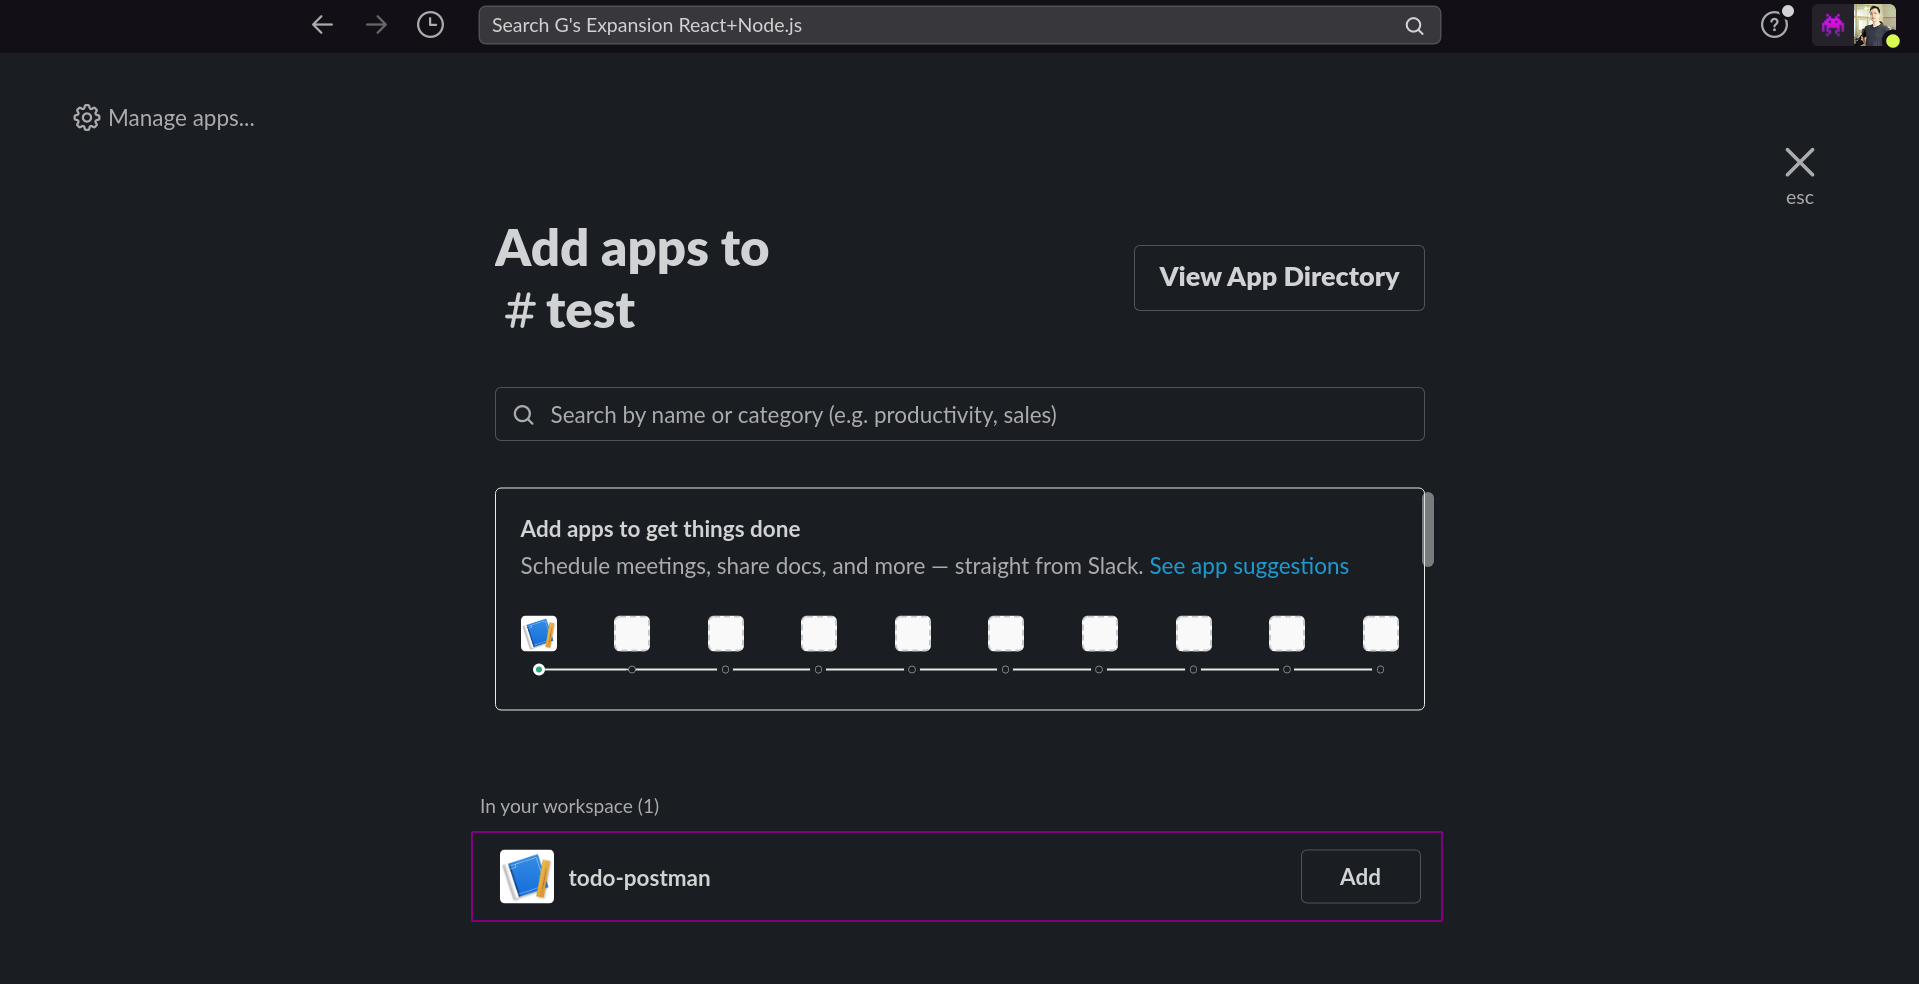 Search G's Expansion React+Node.js
Manage apps...
esc
Add apps to
# test
View App Directory
Search by name or category (e.g. productivity, sales)
Add apps to get things done
Schedule meetings, share docs, and more — straight from Slack. See app suggestions
In your workspace (1)
todo-postman
Add